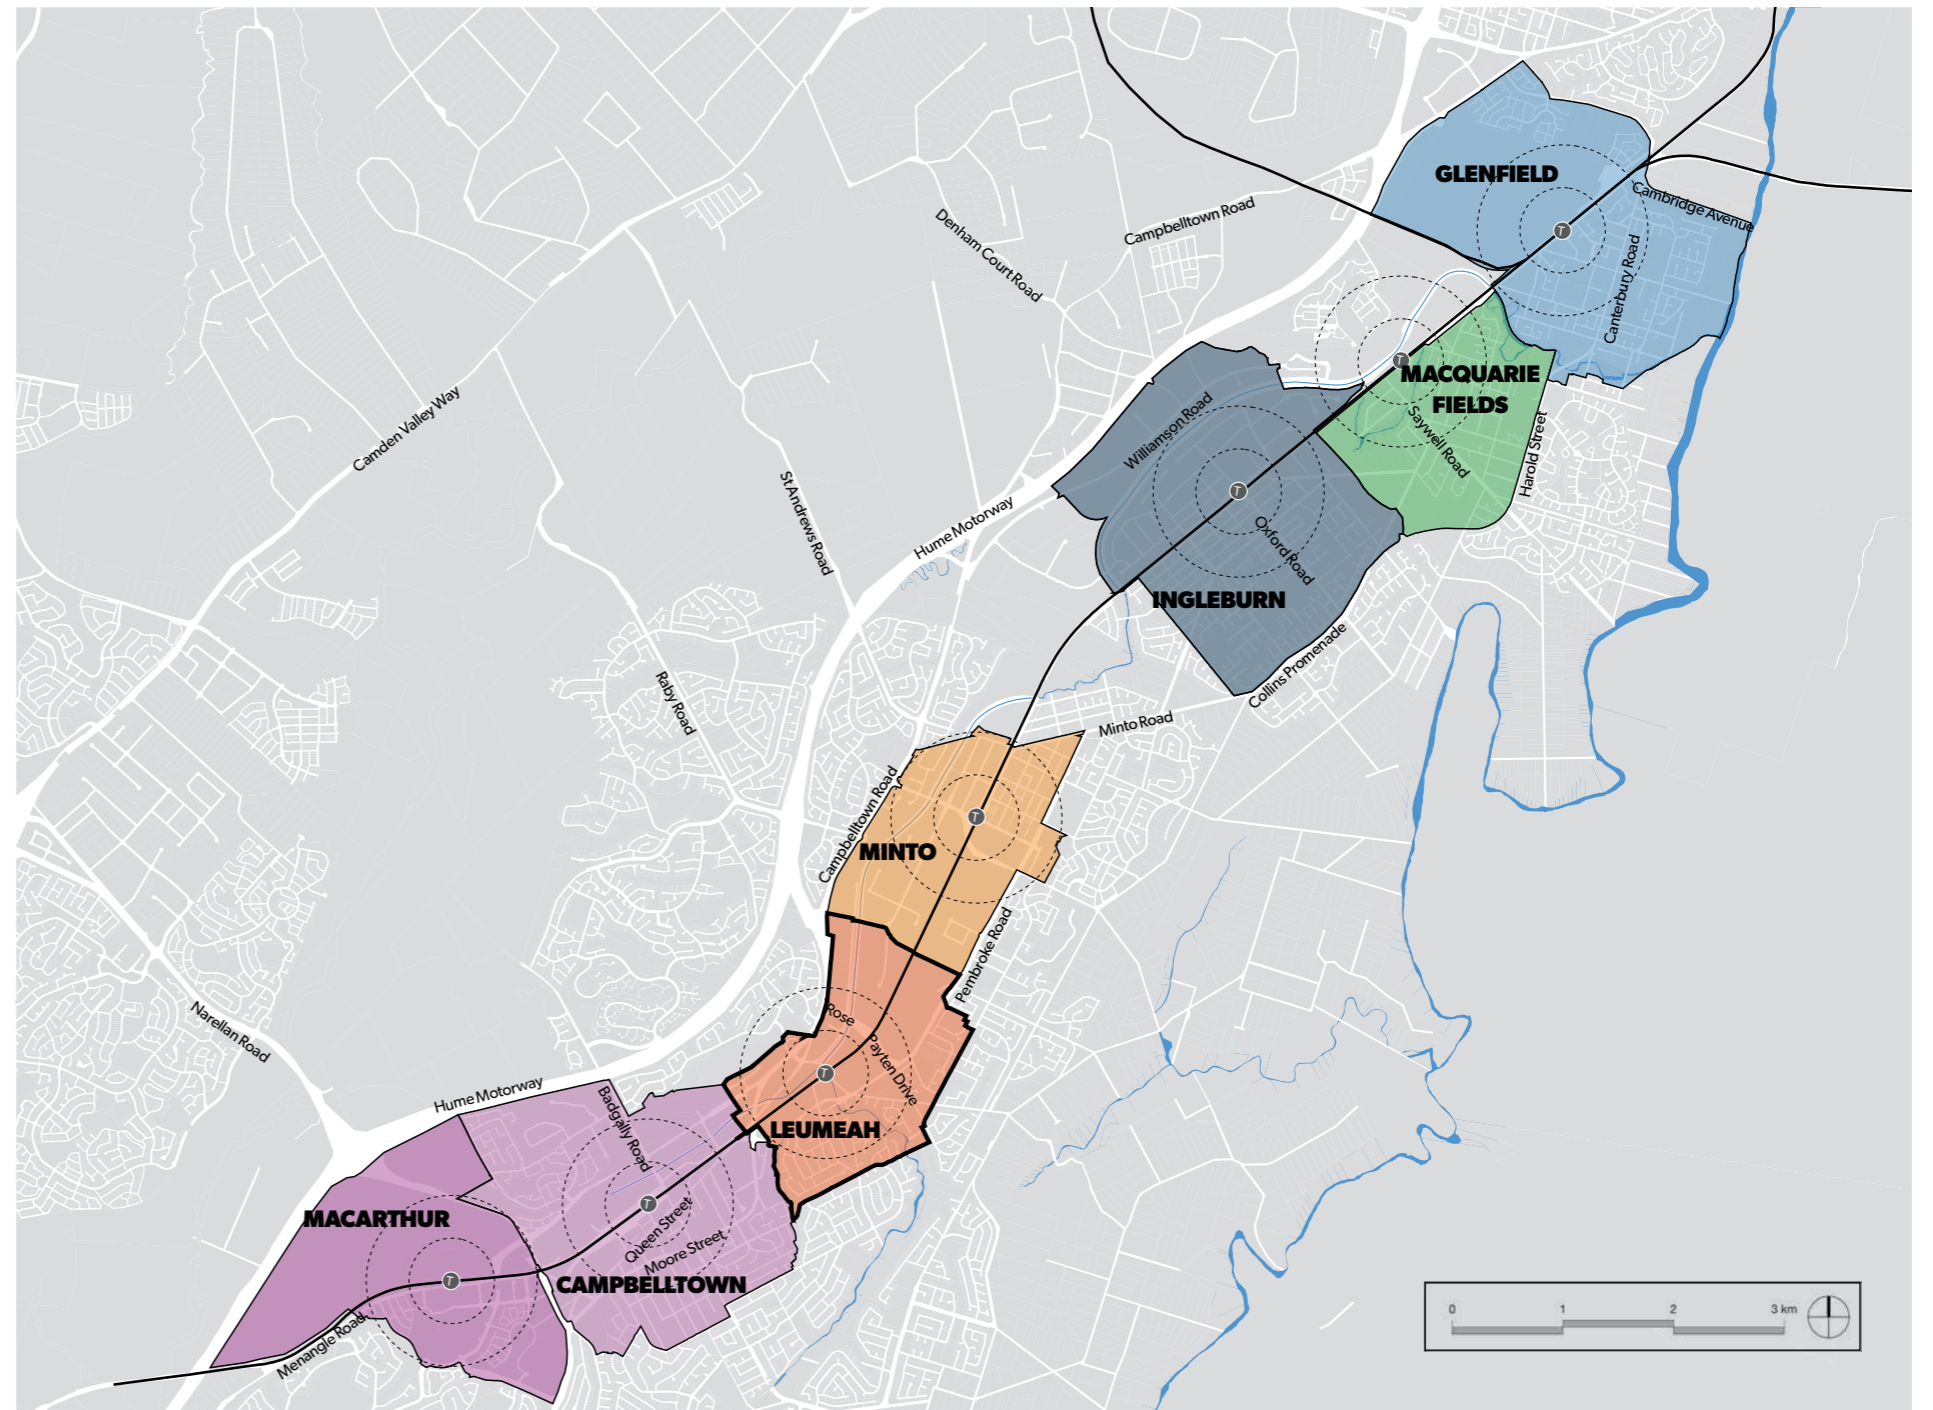 GLENFIELD
Cambridge Avenue
Canterbury Road
Campbelltown Road
Denham Court Road
MACQUARIE
FIELDS
Saywell Road
Harold Street
Williamson Road
Oxford Road
INGLEBURN
Collins Promenade
Camden Valley Way
St Andrews Road
Hume Motorway
Raby Road
Minto Road
Campbelltown Road
MINTO
Pembroke Road
Narellan Road
Rose
Payten Drive
LEUMEAH
Hume Motorway
Badgally Road
MACARTHUR
Queen Street
Moore Street
CAMPBELLTOWN
Menangle Road
T
T
T
T
T
T
T
0 1 2 3 km